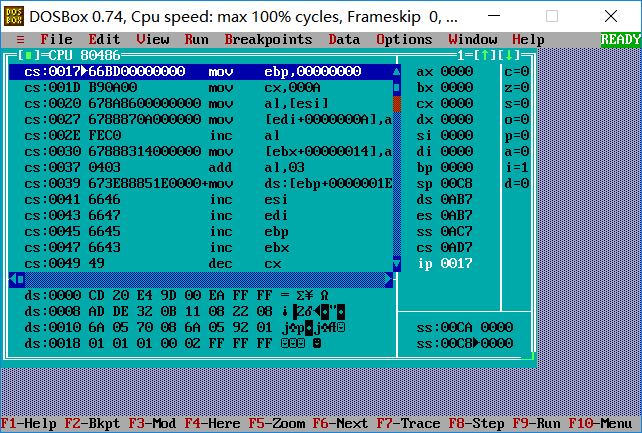 DOSBox 0.74, Cpu speed: max 100% cycles, Frameskip 0, ...
≡ File Edit View Run Breakpoints Data Options Window Help READY
[■]=CPU 80486 1=[↑][↓]
cs:0017►66BD00000000 mov ebp,00000000 ax 0000 c=0
cs:001D B90A00 mov cx,000A bx 0000 z=0
cs:0020 678A8600000000 mov al,[esi] cx 0000 s=0
cs:0027 6788870A000000 mov [edi+0000000A],a dx 0000 o=0
cs:002E FEC0 inc al si 0000 p=0
cs:0030 67888314000000 mov [ebx+00000014],a di 0000 a=0
cs:0037 0403 add al,03 bp 0000 i=1
cs:0039 673E88851E0000+mov ds:[ebp+0000001E sp 00C8 d=0
cs:0041 6646 inc esi ds 0AB7
cs:0043 6647 inc edi es 0AB7
cs:0045 6645 inc ebp ss 0AC7
cs:0047 6643 inc ebx cs 0AD7
cs:0049 49 dec cx ip 0017
ds:0000 CD 20 E4 9D 00 EA FF FF = Σ¥ Ω
ds:0008 AD DE 32 0B 11 08 22 08
ds:0010 6A 05 70 08 6A 05 92 01
ds:0018 01 01 01 00 02 FF FF FF
ss:00CA 0000
ss:00C8►0000
F1-Help F2-Bkpt F3-Mod F4-Here F5-Zoom F6-Next F7-Trace F8-Step F9-Run F10-Menu